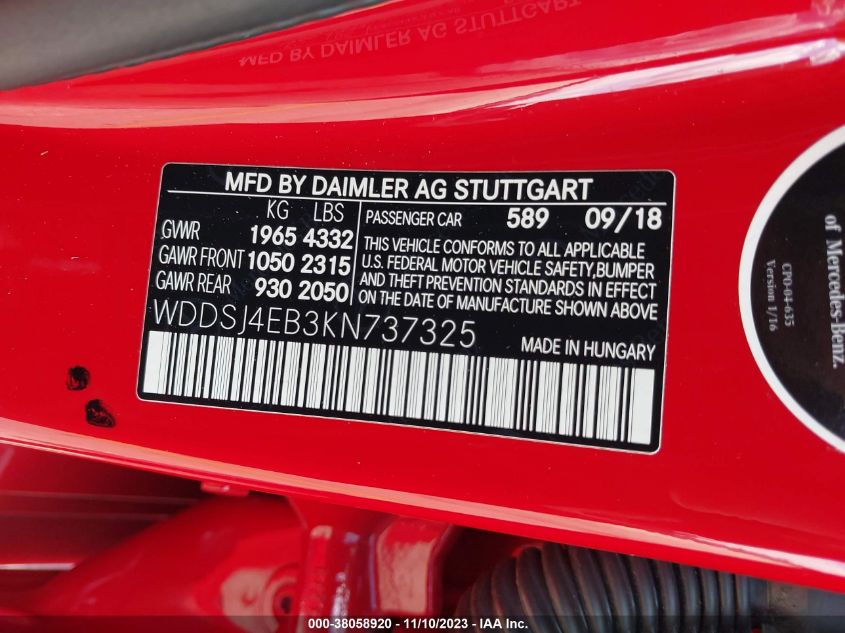 MFD BY DAIMLER AG STUTTGART
MFD BY DAIMLER AG STUTTGART
KG LBS
GVWR 1965 4332
GAWR FRONT 1050 2315
GAWR REAR 930 2050
PASSENGER CAR 589 09/18
THIS VEHICLE CONFORMS TO ALL APPLICABLE
U.S. FEDERAL MOTOR VEHICLE SAFETY,BUMPER
AND THEFT PREVENTION STANDARDS IN EFFECT
ON THE DATE OF MANUFACTURE SHOWN ABOVE
WDDSJ4EB3KN737325
MADE IN HUNGARY
of Mercedes-Benz.
CPO-04-635
Version 1/16
000-38058920 - 11/10/2023 - IAA, Inc.